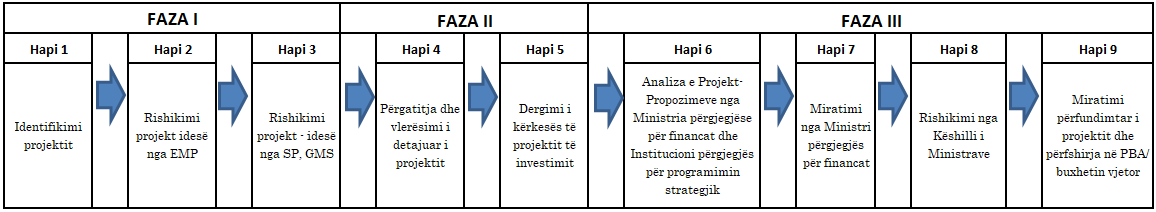 FAZA I
FAZA II
FAZA III
Hapi 1
Hapi 2
Hapi 3
Hapi 4
Hapi 5
Hapi 6
Hapi 7
Hapi 8
Hapi 9
Identifikimi
projektit
Rishikimi
projekt idesë
nga EMP
Rishikimi
projekt - idesë
nga SP, GMS
Përgatitja dhe
vlerësimi i
detajuar i
projektit
Dergimi i
kërkesës të
projektit të
investimit
Analiza e Projekt-
Propozimeve nga
Ministria përgjegjëse
për financat dhe
Institucioni përgjegjës
për programimin
strategjik
Miratimi
nga Ministri
përgjegjës
për financat
Rishikimi nga
Këshilli i
Ministrave
Miratimi
përfundimtar i
projektit dhe
përfshirja në PBA/
buxhetin vjetor